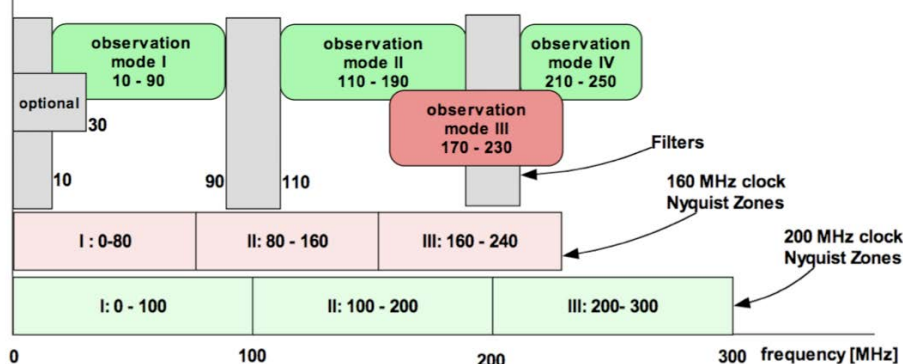 observation
mode I
10 - 90
observation
mode II
110 - 190
observation
mode IV
210 - 250
optional
30
observation
mode III
170 - 230
Filters
10
90
110
160 MHz clock
Nyquist Zones
I : 0-80
II: 80 - 160
III: 160 - 240
200 MHz clock
Nyquist Zones
I: 0 - 100
II: 100 - 200
III: 200- 300
0
100
200
300
frequency [MHz]